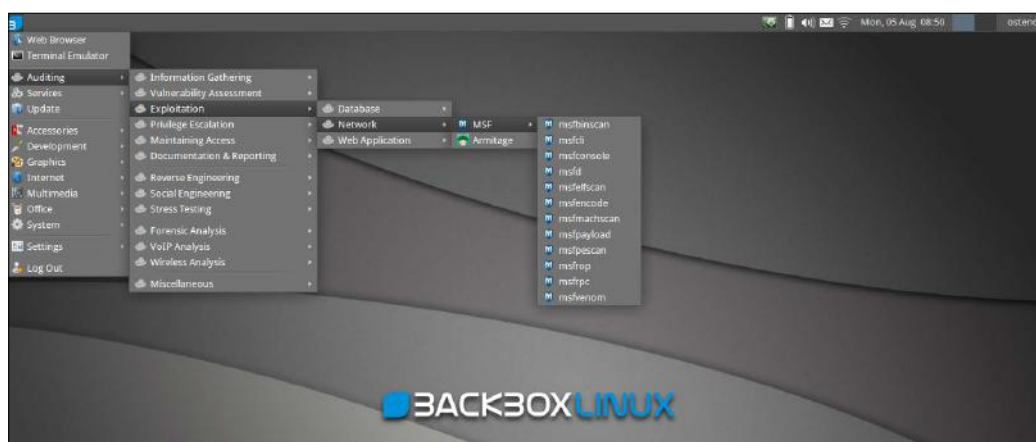 Mon, 05 Aug 08:50
Web Browser
Terminal Emulator
Auditing
Services
Update
Accessories
Development
Graphics
Internet
Multimedia
Office
System
Settings
Log Out
Information Gathering
Vulnerability Assessment
Exploitation
Privilege Escalation
Maintaining Access
Documentation & Reporting
Reverse Engineering
Social Engineering
Stress Testing
Forensic Analysis
VoIP Analysis
Wireless Analysis
Miscellaneous
Database
Network
Web Application
MSF
Armitage
msfbinscan
msfcli
msfconsole
msfd
msfelfscan
msfencode
msfmachscan
msfpayload
msfpescan
msfrop
msfrpc
msfvenom
BACKBOXLINUX